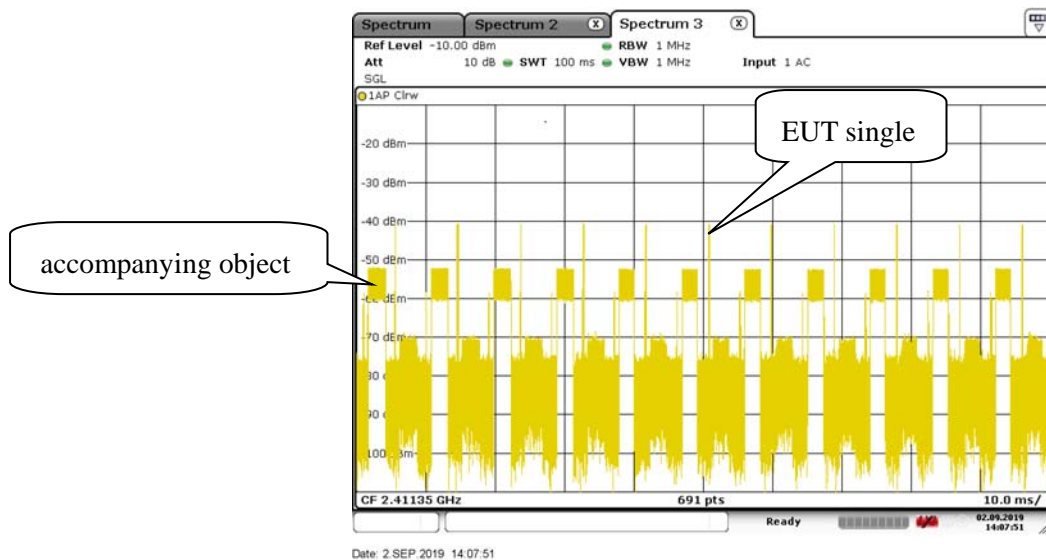 Spectrum Spectrum 2 X Spectrum 3 X
Ref Level -10.00 dBm RBW 1 MHz
Att 10 dB SWT 100 ms VBW 1 MHz Input 1 AC
SGL
1AP Clrw
EUT single
-20 dBm
-30 dBm
-40 dBm
-50 dBm
accompanying object
CF 2.41135 GHz 691 pts 10.0 ms/
Ready 02.09.2019
14:07:51
Date: 2.SEP.2019 14:07:51